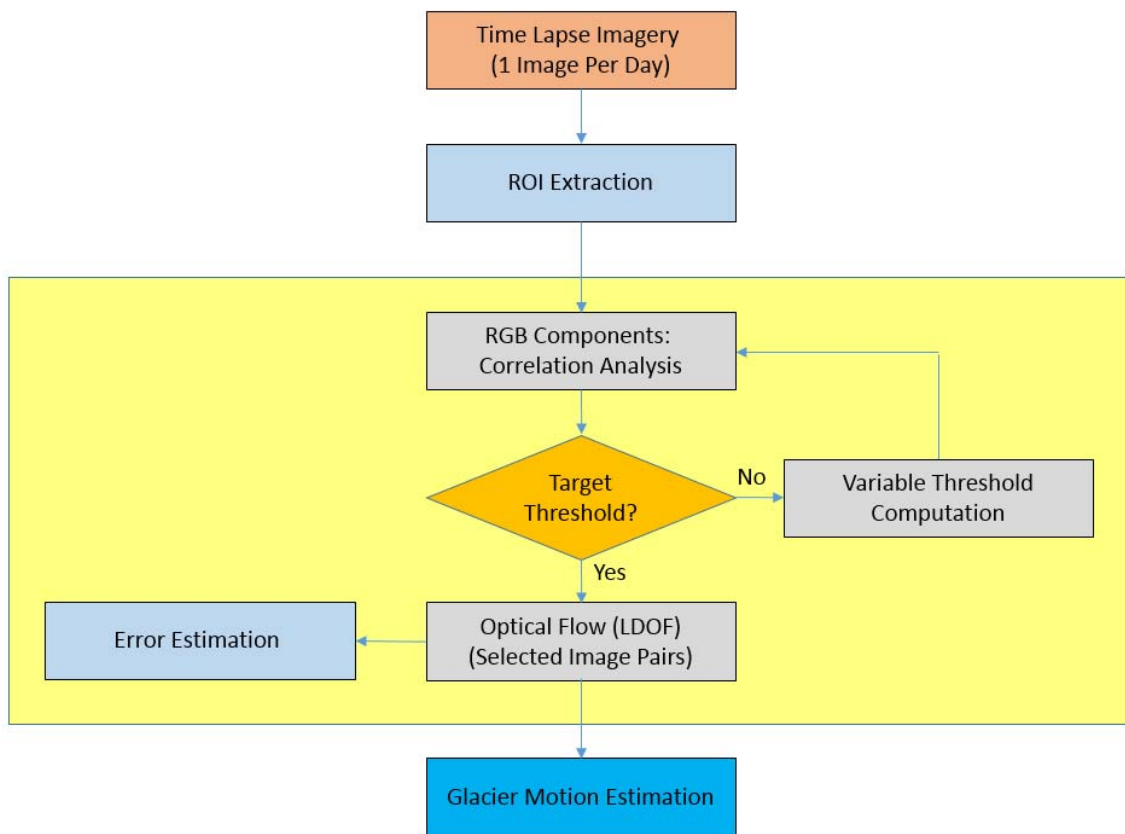 Time Lapse Imagery
(1 Image Per Day)
ROI Extraction
RGB Components:
Correlation Analysis
Target
Threshold?
No
Variable Threshold
Computation
Yes
Error Estimation
Optical Flow (LDOF)
(Selected Image Pairs)
Glacier Motion Estimation